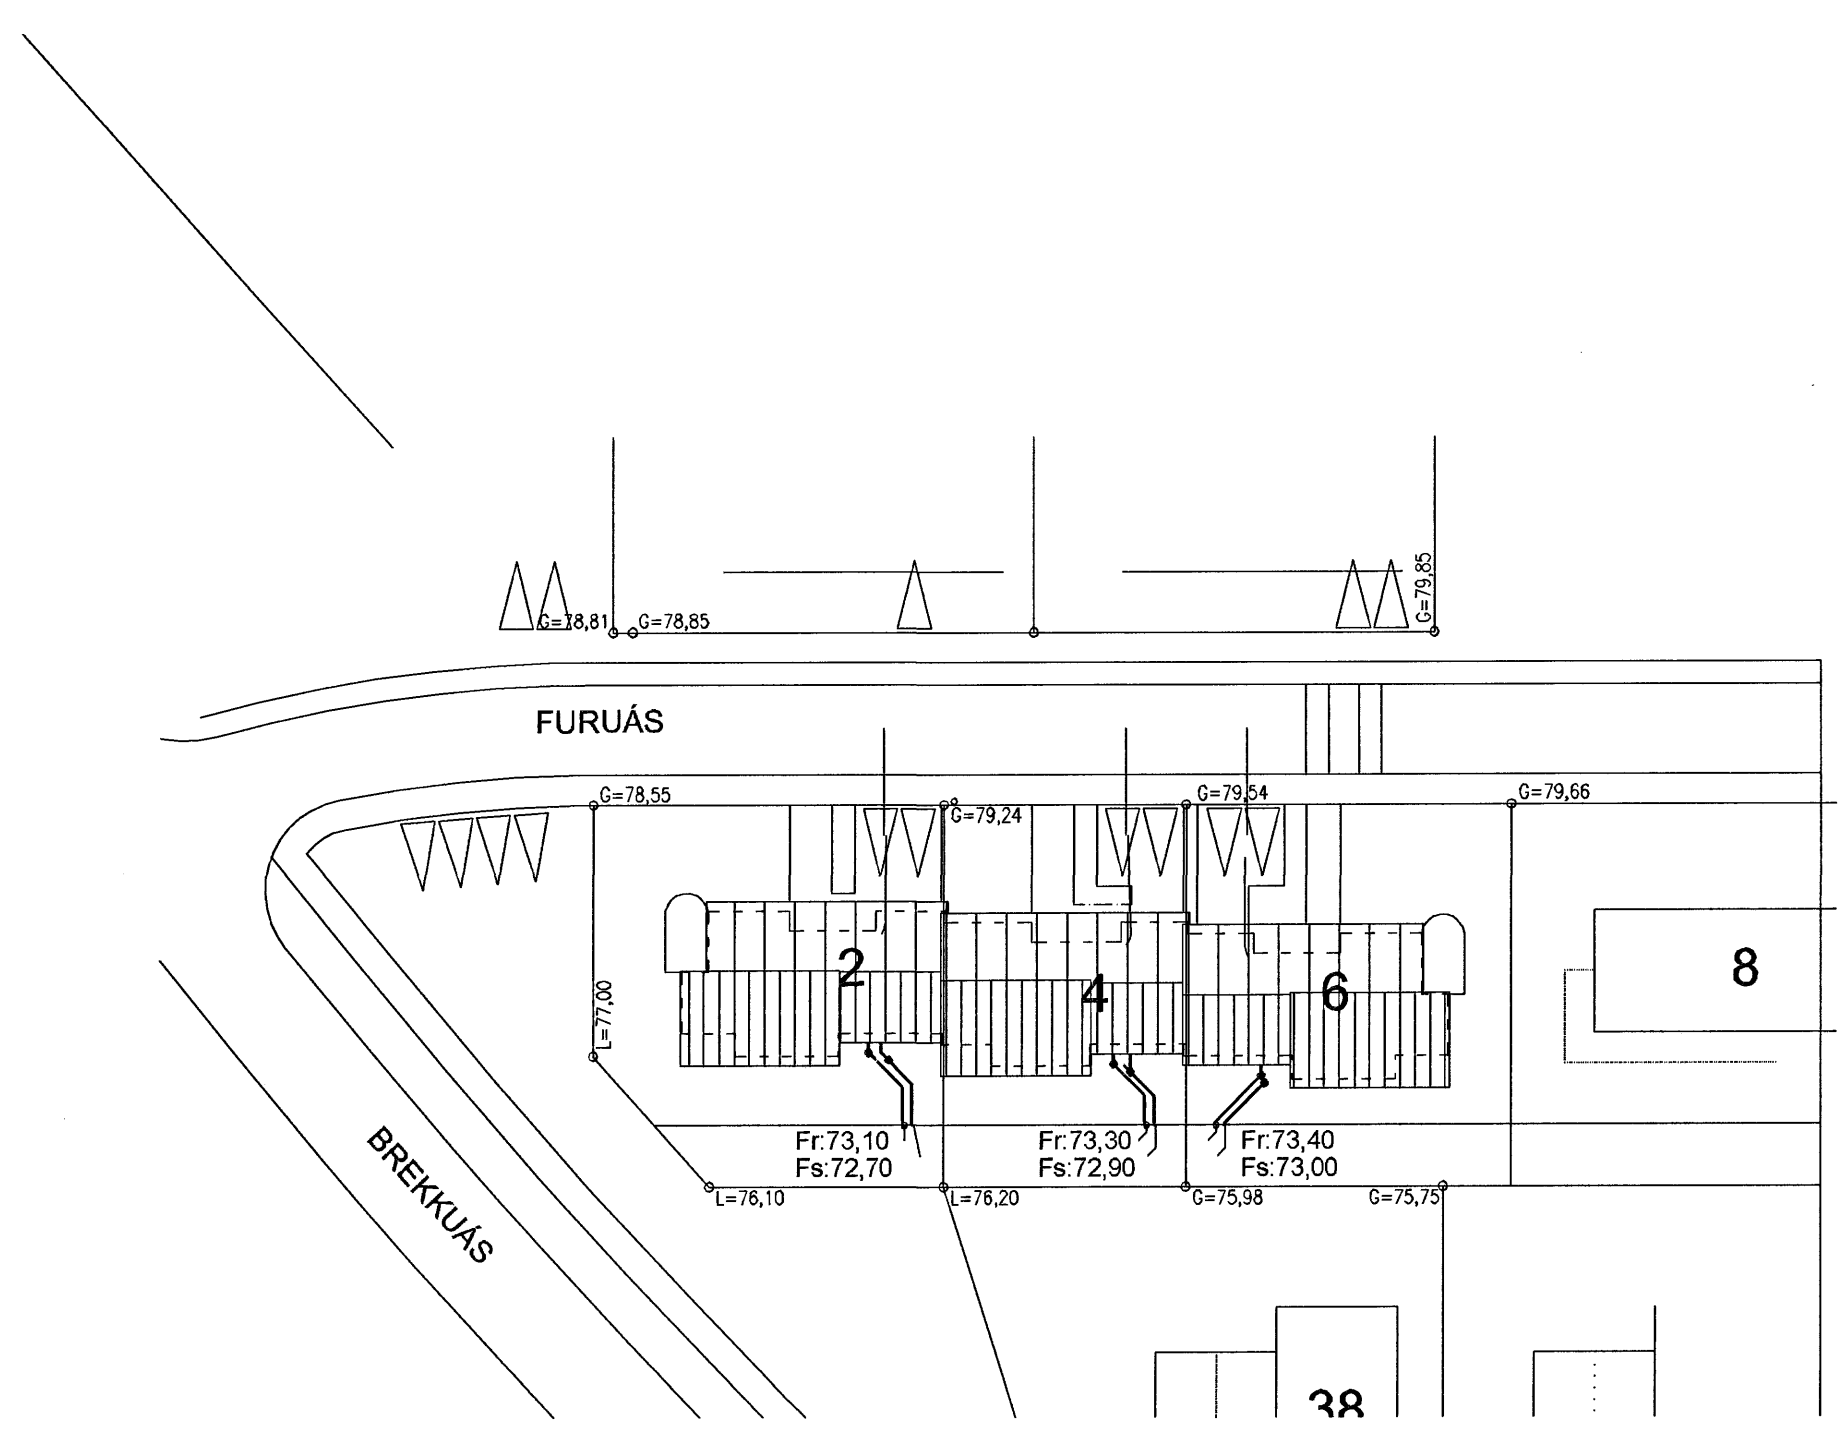 G=79,85
G=78,81
G=78,85
FURUÁS
G=78,55
G=79,24
G=79,54
G=79,66
2
4
6
8
L=77,00
BREKKUÁS
Fr:73,10
Fs:72,70
Fr:73,30
Fs:72,90
Fr:73,40
Fs:73,00
L=76,10
L=76,20
G=75,98
G=75,75
38